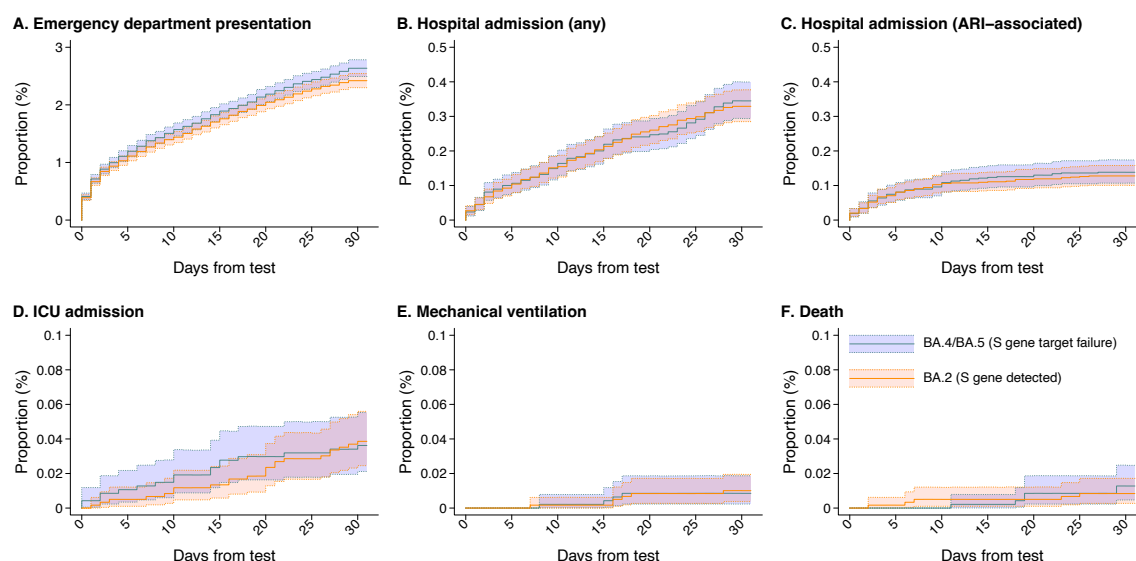 A. Emergency department presentation
Proportion (%)
3
2
1
0
0 5 10 15 20 25 30
Days from test
B. Hospital admission (any)
Proportion (%)
0.5
0.4
0.3
0.2
0.1
0
0 5 10 15 20 25 30
Days from test
C. Hospital admission (ARI−associated)
Proportion (%)
0.5
0.4
0.3
0.2
0.1
0
0 5 10 15 20 25 30
Days from test
D. ICU admission
Proportion (%)
0.1
0.08
0.06
0.04
0.02
0
0 5 10 15 20 25 30
Days from test
E. Mechanical ventilation
Proportion (%)
0.1
0.08
0.06
0.04
0.02
0
0 5 10 15 20 25 30
Days from test
F. Death
Proportion (%)
0.1
0.08
0.06
0.04
0.02
0
BA.4/BA.5 (S gene target failure)
BA.2 (S gene detected)
0 5 10 15 20 25 30
Days from test